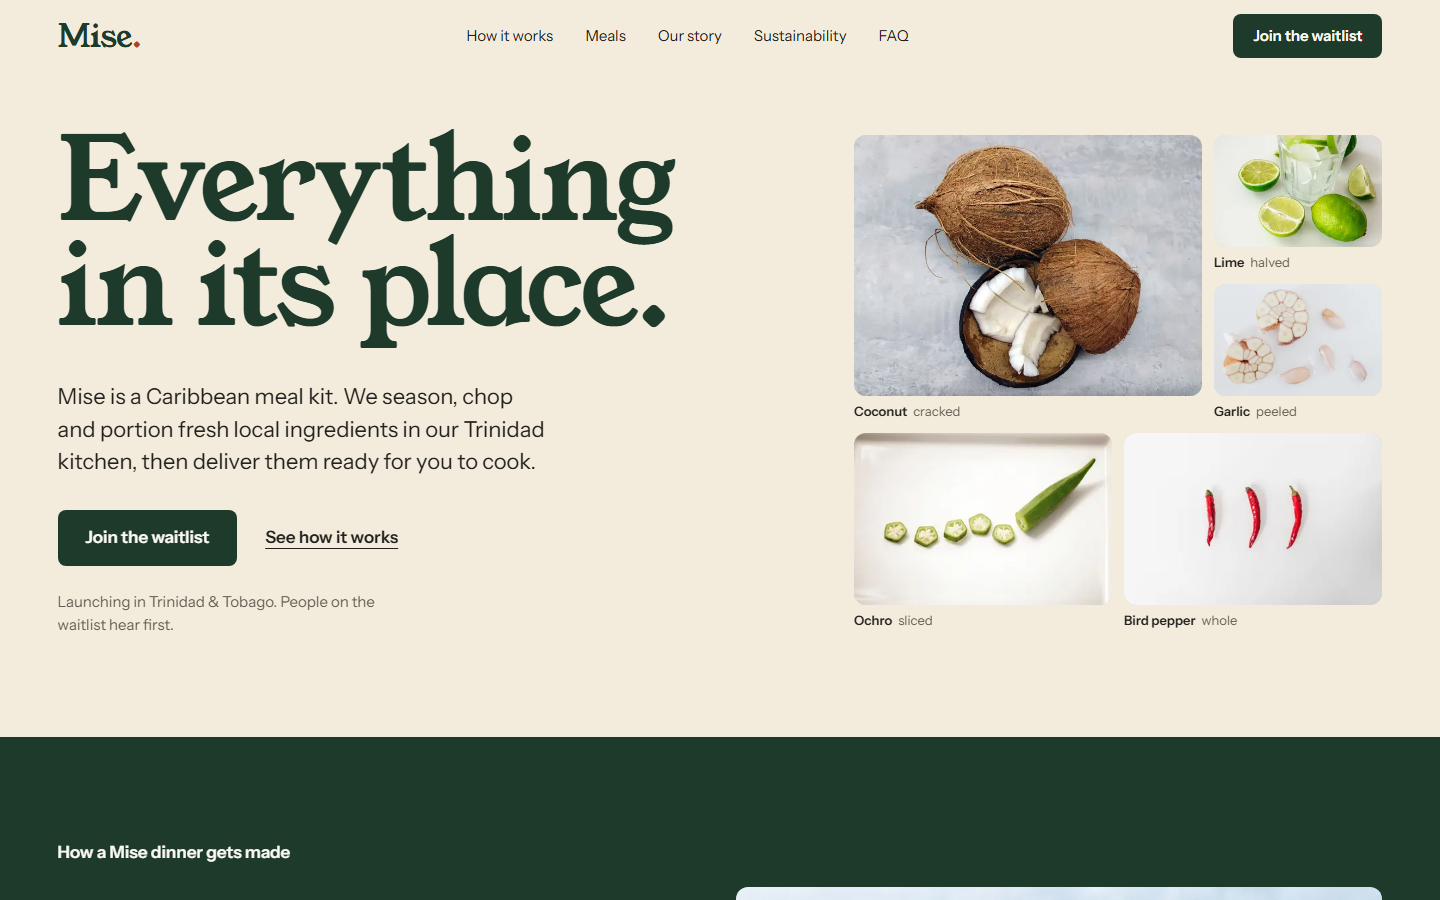 Mise.
How it works
Meals
Our story
Sustainability
FAQ
Join the waitlist
Everything
in its place.
Mise is a Caribbean meal kit. We season, chop
and portion fresh local ingredients in our Trinidad
kitchen, then deliver them ready for you to cook.
Join the waitlist
See how it works
Launching in Trinidad & Tobago. People on the
waitlist hear first.
Lime halved
Coconut cracked
Garlic peeled
Ochro sliced
Bird pepper whole
How a Mise dinner gets made